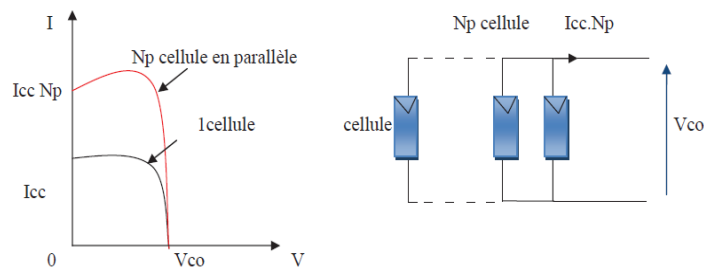 I
Np cellule en parallèle
Icc Np
1cellule
Icc
0
Vco
V
Np cellule
Icc.Np
cellule
Vco